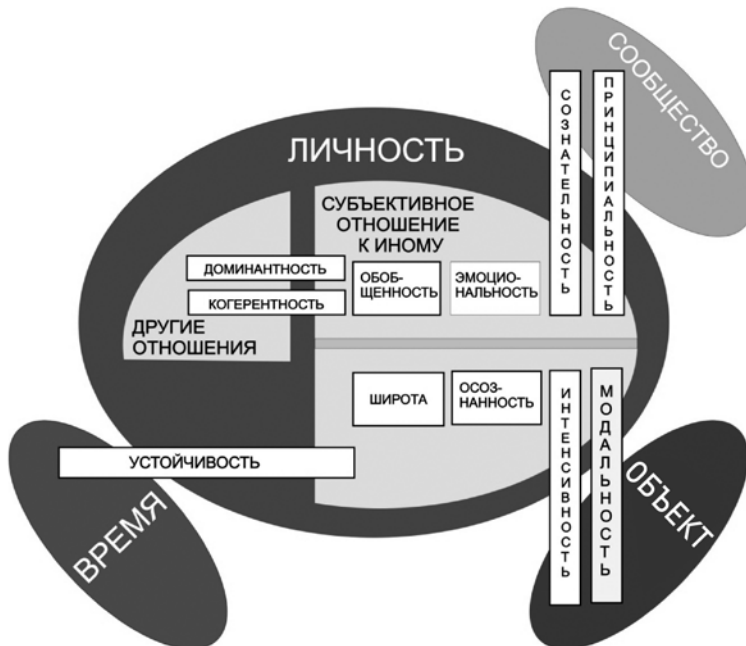 СООБЩЕСТВО
СОЗНАТЕЛЬНОСТЬ
ПРИНЦИПИАЛЬНОСТЬ
ЛИЧНОСТЬ
СУБЪЕКТИВНОЕ
ОТНОШЕНИЕ
К ИНОМУ
ДОМИНАНТНОСТЬ
КОГЕРЕНТНОСТЬ
ОБОБ-
ЩЕННОСТЬ
ЭМОЦИО-
НАЛЬНОСТЬ
ДРУГИЕ
ОТНОШЕНИЯ
ШИРОТА
ОСОЗ-
НАННОСТЬ
ИНТЕНСИВНОСТЬ
МОДАЛЬНОСТЬ
УСТОЙЧИВОСТЬ
ВРЕМЯ
ОБЪЕКТ